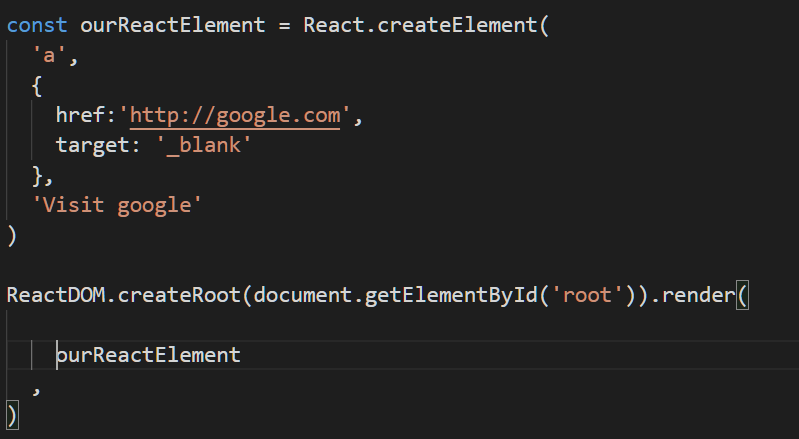 const ourReactElement = React.createElement(
  'a',
  {
    href:'http://google.com',
    target: '_blank'
  },
  'Visit google'
)
ReactDOM.createRoot(document.getElementById('root')).render(
    ourReactElement
  ,
)